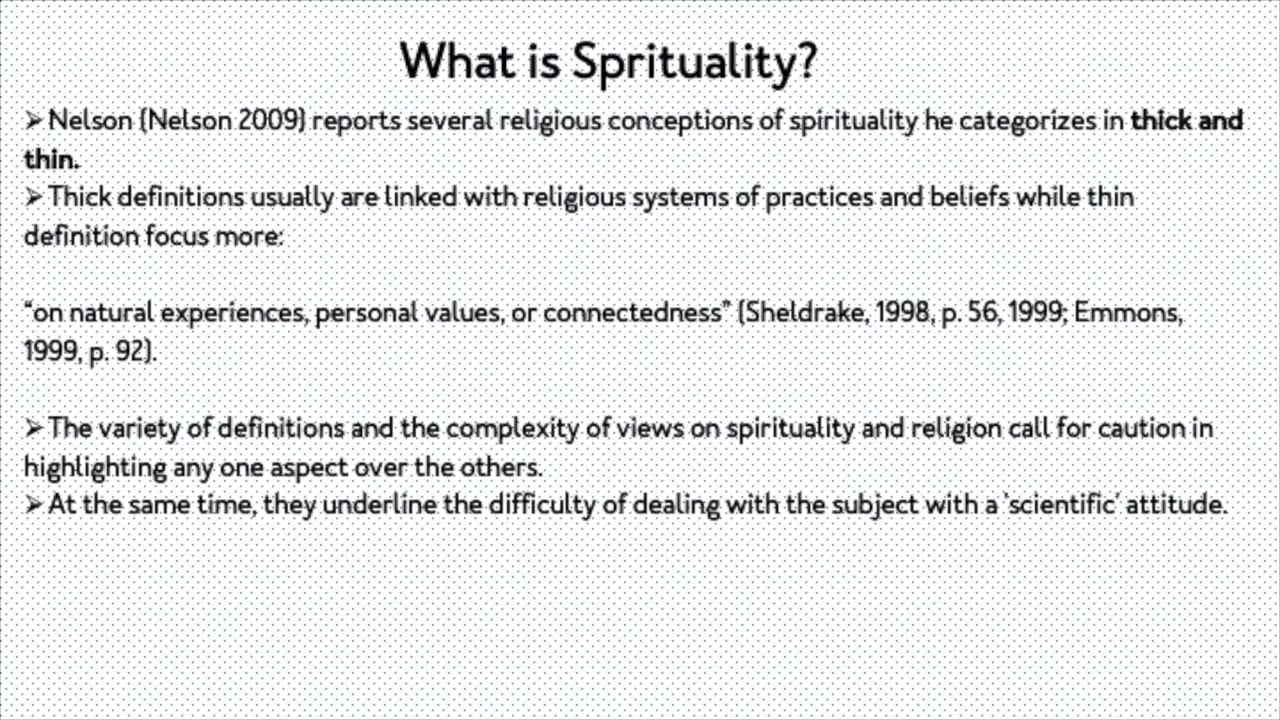 What is Sprituality?
➢ Nelson (Nelson 2009) reports several religious conceptions of spirituality he categorizes in thick and
thin.
➢ Thick definitions usually are linked with religious systems of practices and beliefs while thin
definition focus more:
“on natural experiences, personal values, or connectedness” (Sheldrake, 1998, p. 56, 1999; Emmons,
1999, p. 92).
➢ The variety of definitions and the complexity of views on spirituality and religion call for caution in
highlighting any one aspect over the others.
➢ At the same time, they underline the difficulty of dealing with the subject with a 'scientific' attitude.